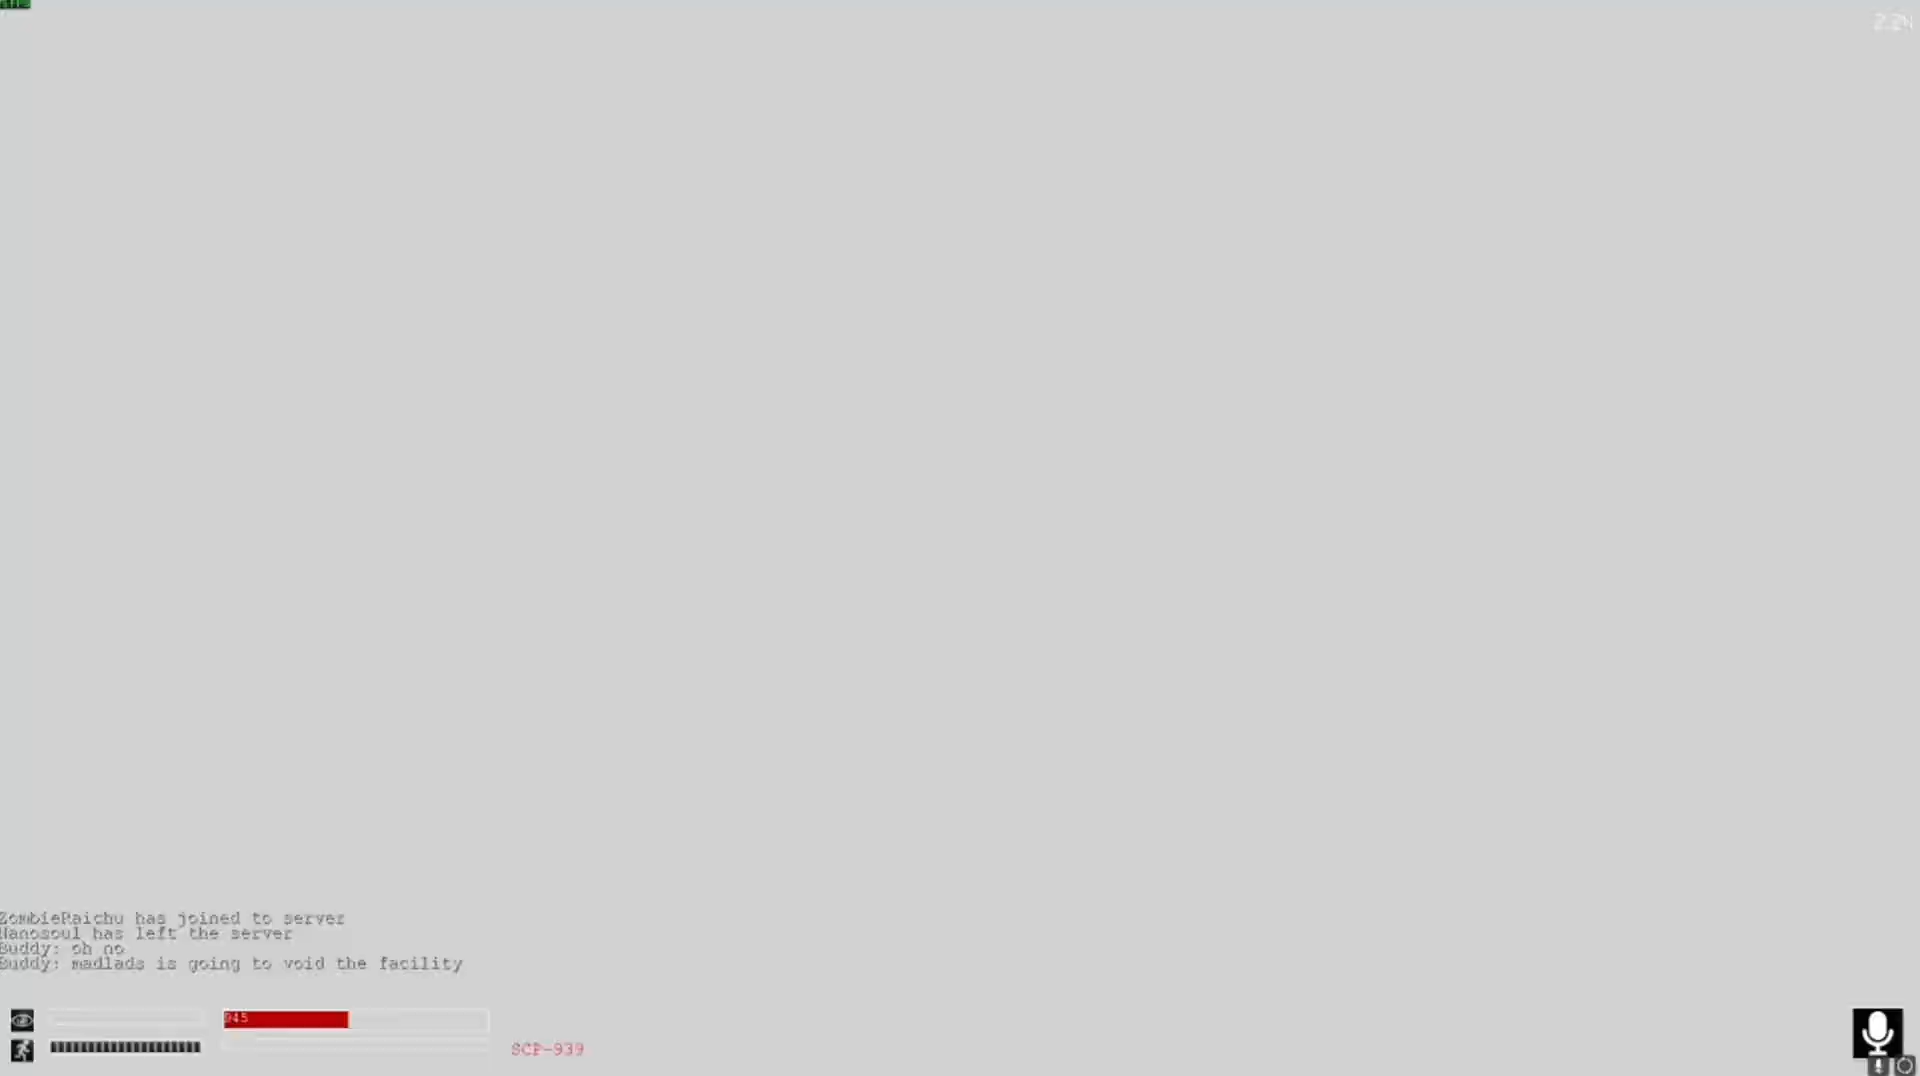 ZombieRaichu has joined to server
Nanosoul has left the server
Buddy: oh no
Buddy: madlads is going to void the facility
945
SCP-939